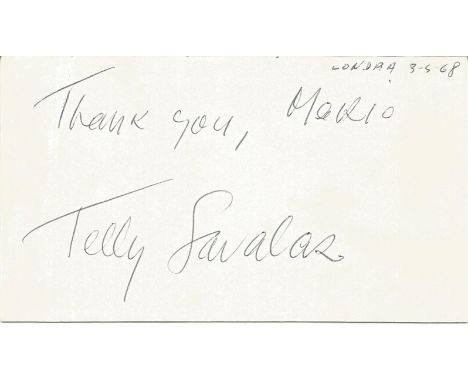 LONDRA 3-5-68
Thank you, Mario
Telly Savalas